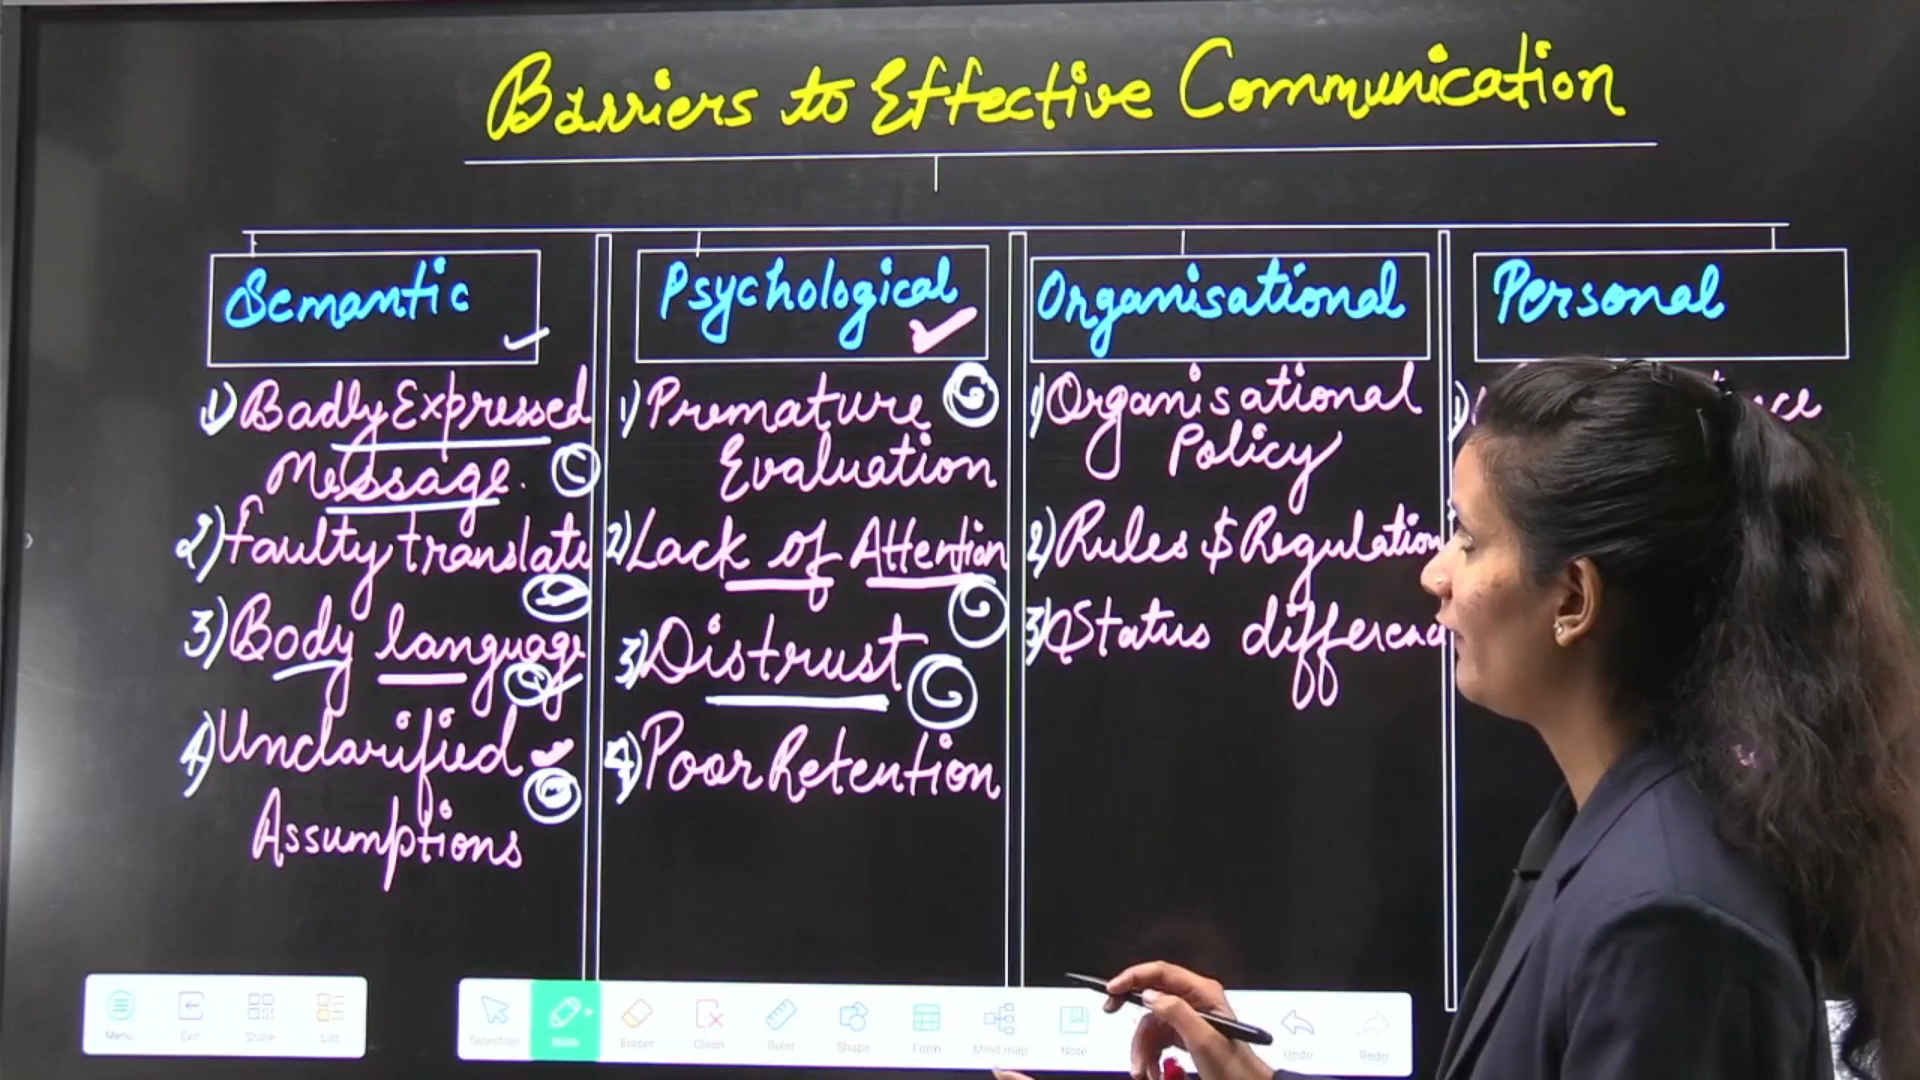 Barriers to Effective Communication
Semantic
1) Badly Expressed
Message.
2) Faulty translate
3) Body language
4) Unclarified
Assumptions
Psychological
1) Premature
Evaluation
2) Lack of Attention
3) Distrust
4) Poor Retention
Organisational
1) Organisational
Policy
2) Rules & Regulation
3) Status difference
Personal
Menu
Exit
Share
List
Selection
Eraser
Clean
Ruler
Shape
Form
Mind map
Note
Undo
Redo